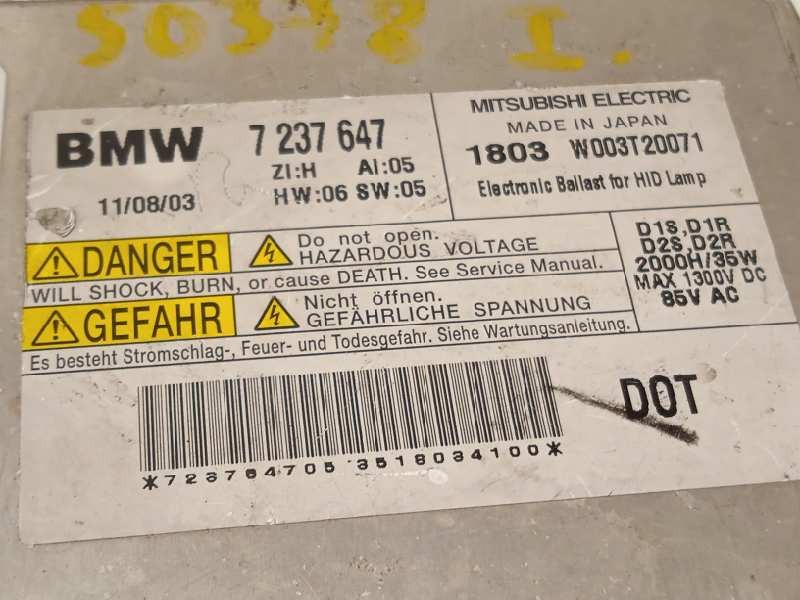 50378 I.
BMW 7 237 647
ZI:H AI:05
11/08/03 HW:06 SW:05
MITSUBISHI ELECTRIC
MADE IN JAPAN
1803 W003T20071
Electronic Ballast for HID Lamp
DANGER
Do not open.
HAZARDOUS VOLTAGE
WILL SHOCK, BURN, or cause DEATH. See Service Manual.
GEFAHR
Nicht öffnen.
GEFÄHRLICHE SPANNUNG
Es besteht Stromschlag-, Feuer- und Todesgefahr. Siehe Wartungsanleitung.
D1S, D1R
D2S, D2R
2000H/35W
MAX 1300V DC
85V AC
DOT
*723764705 3518034100*